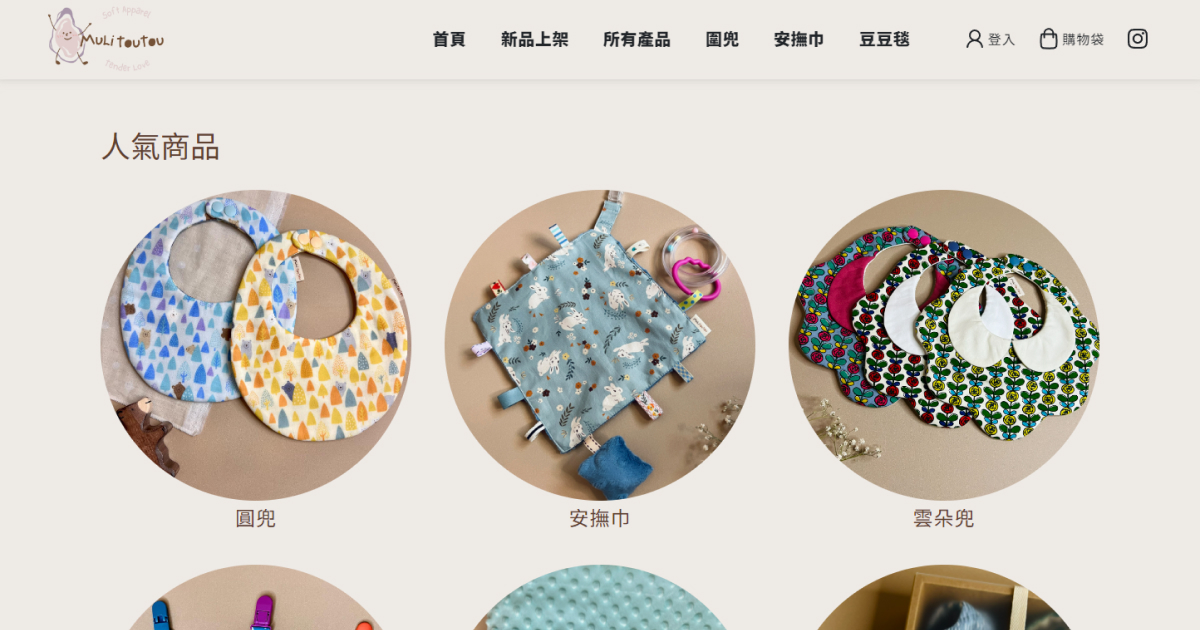 Soft Apparel
Muli toutou
Tender Love
首頁
新品上架
所有產品
圍兜
安撫巾
豆豆毯
登入
購物袋
人氣商品
圓兜
安撫巾
雲朵兜